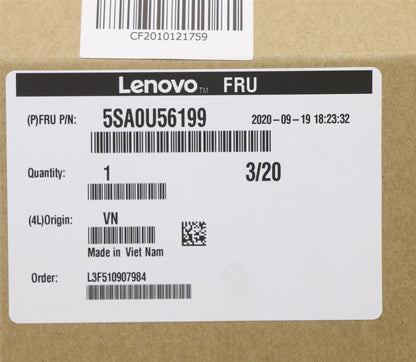 CF2010121759
Lenovo™ FRU
(P)FRU P/N: 5SA0U56199 2020-09-19 18:23:32
Quantity: 1 3/20
(4L)Origin: VN
Made in Viet Nam
Order: L3F510907984